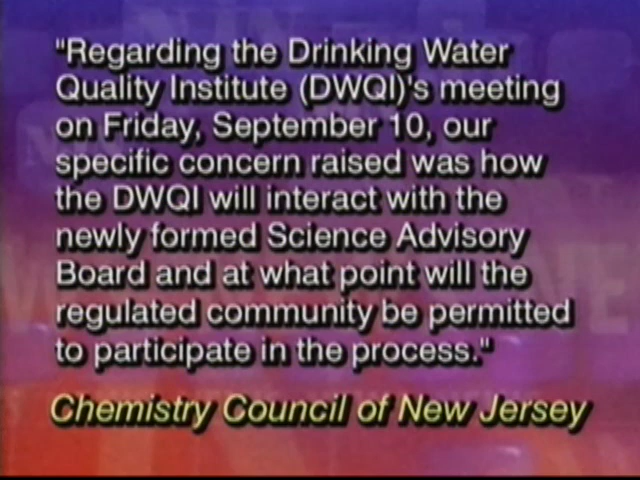 "Regarding the Drinking Water
Quality Institute (DWQI)'s meeting
on Friday, September 10, our
specific concern raised was how
the DWQI will interact with the
newly formed Science Advisory
Board and at what point will the
regulated community be permitted
to participate in the process."
Chemistry Council of New Jersey